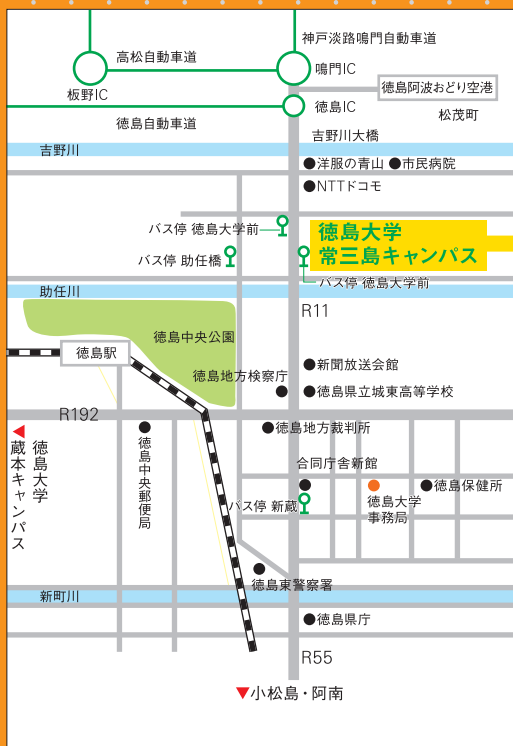 神戸淡路鳴門自動車道
高松自動車道
鳴門IC
板野IC
徳島阿波おどり空港
徳島IC
松茂町
徳島自動車道
吉野川大橋
吉野川
洋服の青山
市民病院
NTTドコモ
バス停 徳島大学前
徳島大学
常三島キャンパス
バス停 助任橋
バス停 徳島大学前
助任川
R11
徳島中央公園
徳島駅
新聞放送会館
徳島地方検察庁
徳島県立城東高等学校
R192
徳島地方裁判所
徳島大学
蔵本キャンパス
徳島中央郵便局
合同庁舎新館
徳島保健所
バス停 新蔵
徳島大学
事務局
徳島東警察署
新町川
徳島県庁
R55
小松島・阿南